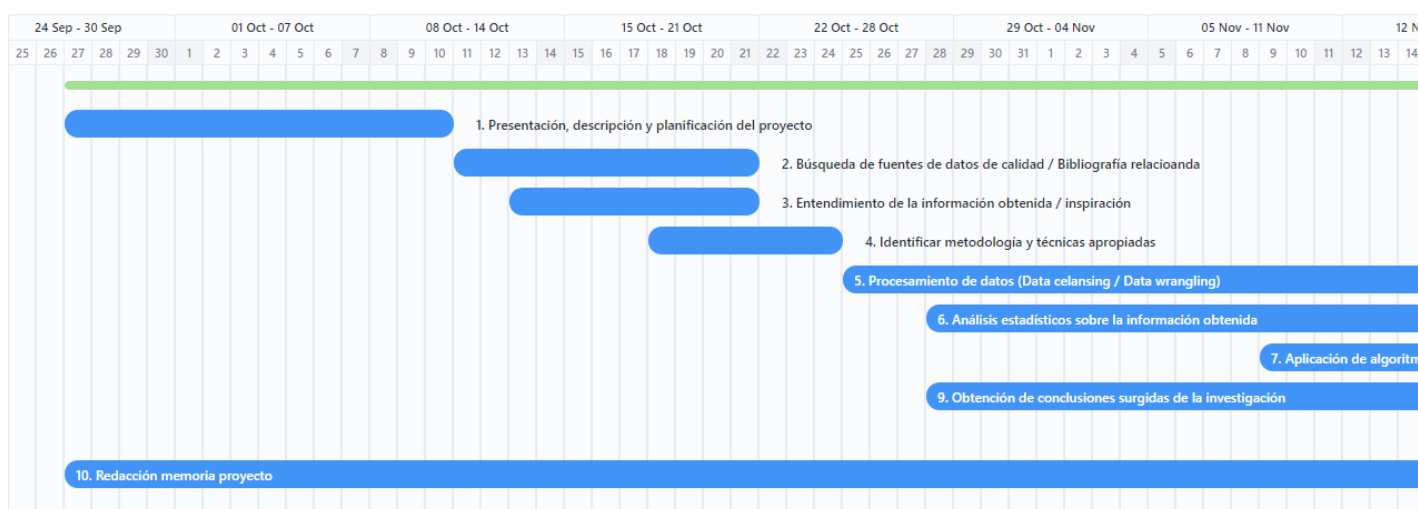 24 Sep - 30 Sep 01 Oct - 07 Oct 08 Oct - 14 Oct 15 Oct - 21 Oct 22 Oct - 28 Oct 29 Oct - 04 Nov 05 Nov - 11 Nov 12 N
25 26 27 28 29 30 1 2 3 4 5 6 7 8 9 10 11 12 13 14 15 16 17 18 19 20 21 22 23 24 25 26 27 28 29 30 31 1 2 3 4 5 6 7 8 9 10 11 12 13 14
1. Presentación, descripción y planificación del proyecto
2. Búsqueda de fuentes de datos de calidad / Bibliografía relacioanda
3. Entendimiento de la información obtenida / inspiración
4. Identificar metodología y técnicas apropiadas
5. Procesamiento de datos (Data celansing / Data wrangling)
6. Análisis estadísticos sobre la información obtenida
7. Aplicación de algoritm
9. Obtención de conclusiones surgidas de la investigación
10. Redacción memoria proyecto